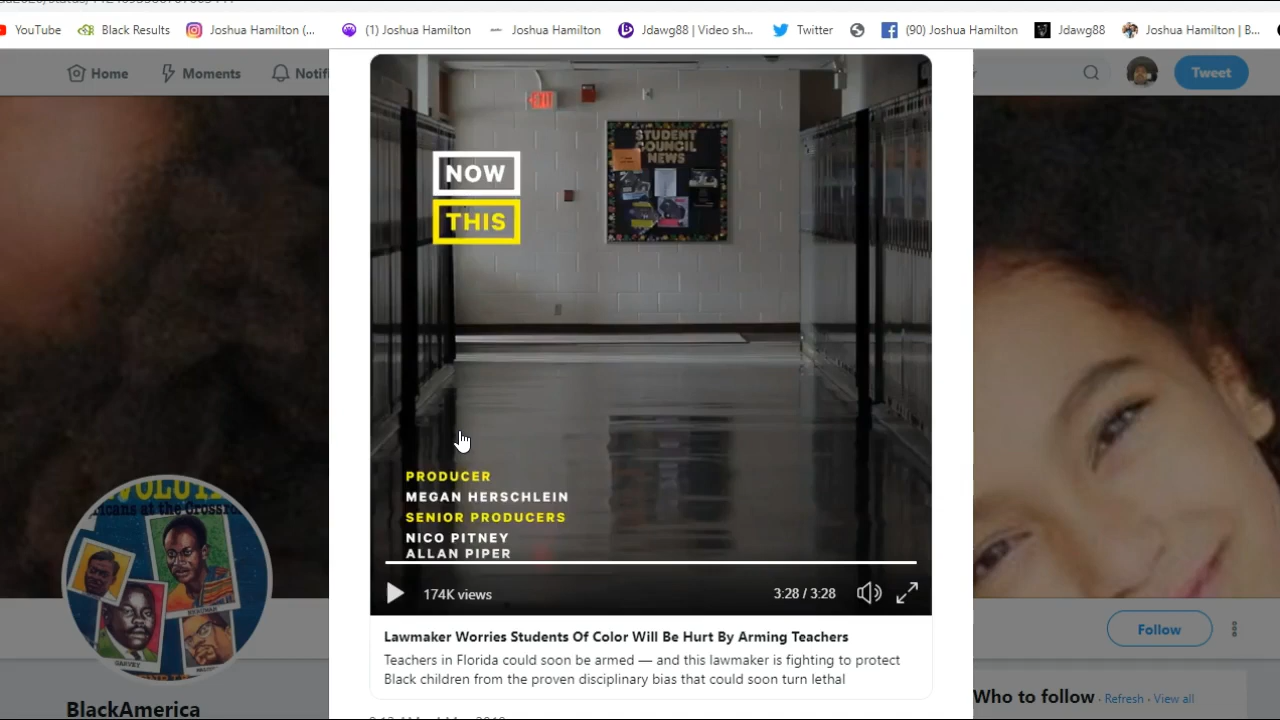 YouTube Black Results Joshua Hamilton (... (1) Joshua Hamilton Joshua Hamilton Jdawg88 | Video sh... Twitter (90) Joshua Hamilton Jdawg88 Joshua Hamilton | B...
Home Moments Notifi Tweet
STUDENT
COUNCIL
NEWS
NOW
THIS
PRODUCER
MEGAN HERSCHLEIN
SENIOR PRODUCERS
NICO PITNEY
ALLAN PIPER
174K views 3:28 / 3:28
Lawmaker Worries Students Of Color Will Be Hurt By Arming Teachers
Teachers in Florida could soon be armed — and this lawmaker is fighting to protect
Black children from the proven disciplinary bias that could soon turn lethal
GARVEY
Follow
BlackAmerica
Who to follow · Refresh · View all